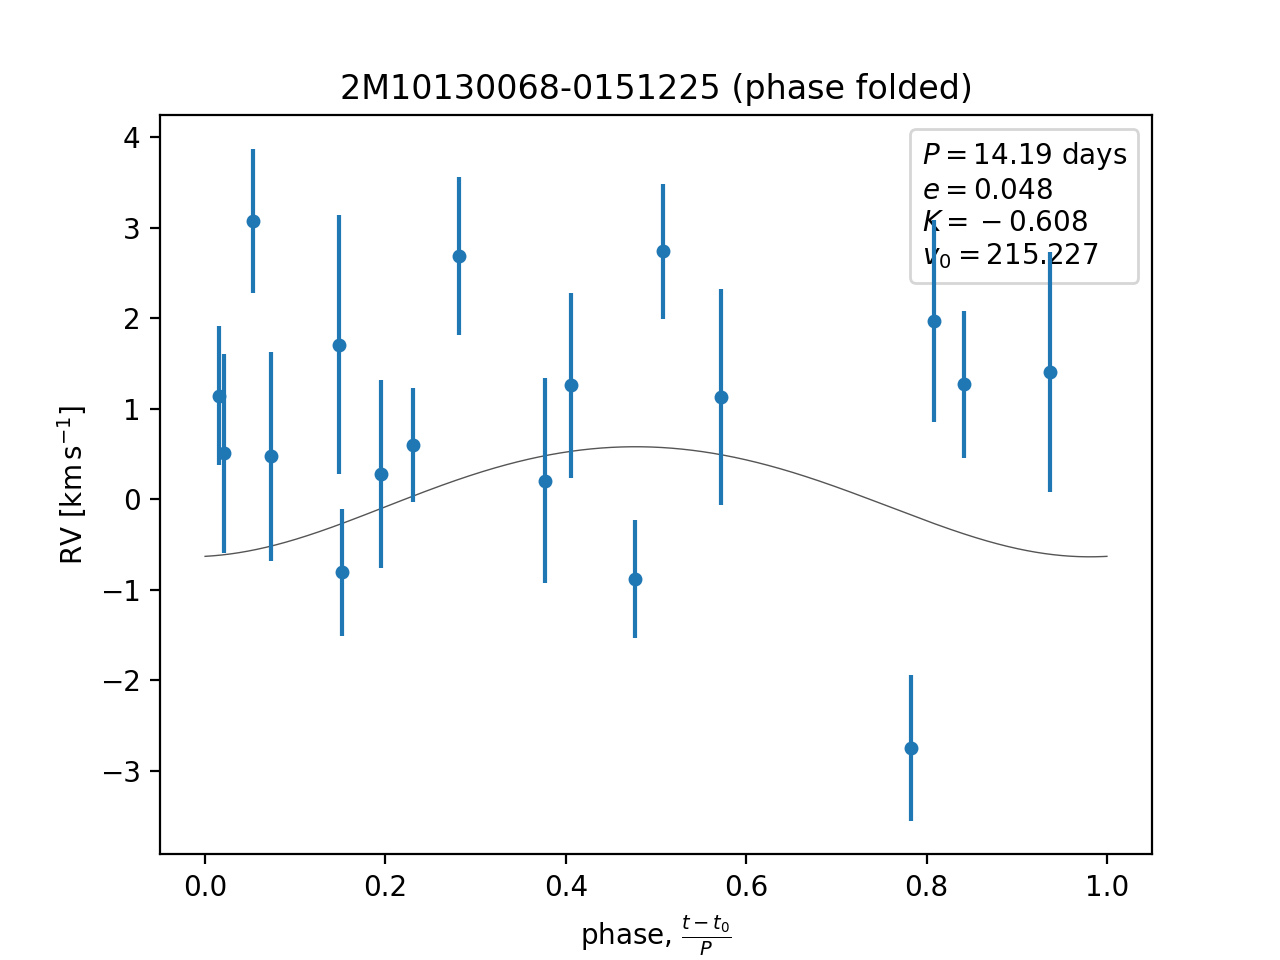 2M10130068-0151225 (phase folded)
P = 14.19 days
e = 0.048
K = −0.608
v₀ = 215.227
RV [km s⁻¹]
4
3
2
1
0
−1
−2
−3
0.0 0.2 0.4 0.6 0.8 1.0
phase, (t − t₀)/P